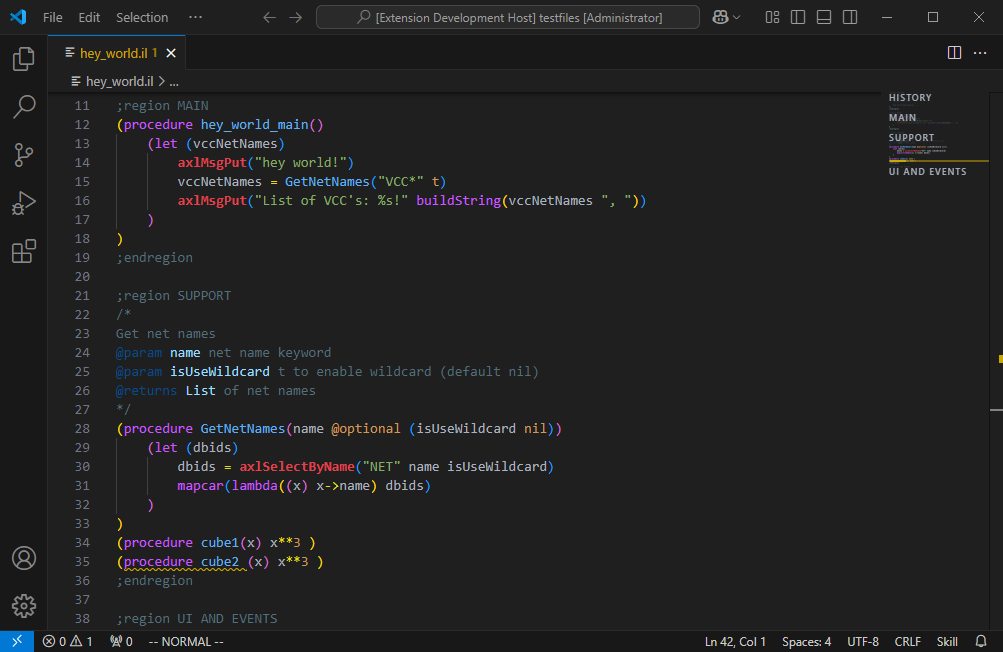 File Edit Selection ··· [Extension Development Host] testfiles [Administrator]
hey_world.il 1
hey_world.il > ...
11 ;region MAIN
12 (procedure hey_world_main()
13 (let (vccNetNames)
14 axlMsgPut("hey world!")
15 vccNetNames = GetNetNames("VCC*" t)
16 axlMsgPut("List of VCC's: %s!" buildString(vccNetNames ", "))
17 )
18 )
19 ;endregion
20
21 ;region SUPPORT
22 /*
23 Get net names
24 @param name net name keyword
25 @param isUseWildcard t to enable wildcard (default nil)
26 @returns List of net names
27 */
28 (procedure GetNetNames(name @optional (isUseWildcard nil))
29 (let (dbids)
30 dbids = axlSelectByName("NET" name isUseWildcard)
31 mapcar(lambda((x) x->name) dbids)
32 )
33 )
34 (procedure cube1(x) x**3 )
35 (procedure cube2 (x) x**3 )
36 ;endregion
37
38 ;region UI AND EVENTS
HISTORY
MAIN
SUPPORT
UI AND EVENTS
0 1 0 -- NORMAL -- Ln 42, Col 1 Spaces: 4 UTF-8 CRLF Skill